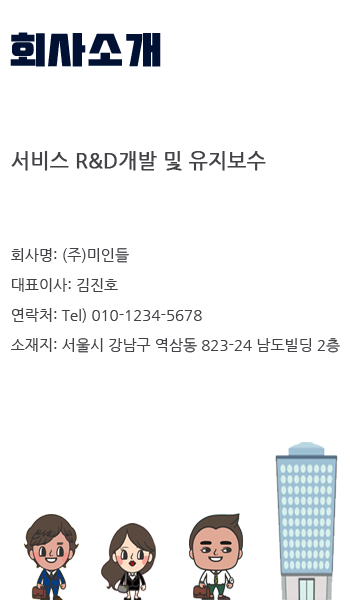 회사소개
서비스 R&D개발 및 유지보수
회사명: (주)미인들
대표이사: 김진호
연락처: Tel) 010-1234-5678
소재지: 서울시 강남구 역삼동 823-24 남도빌딩 2층